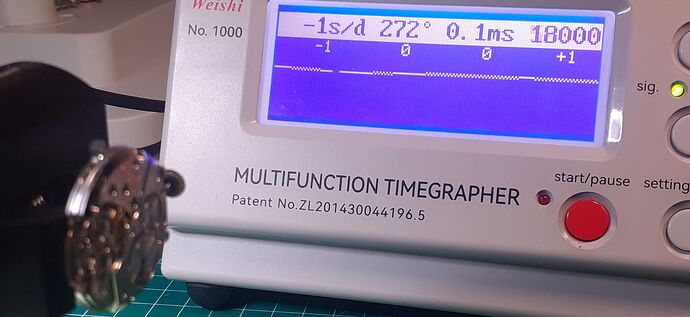 Weishi
No. 1000
-1s/d 272° 0.1ms 18000
-1 0 0 +1
sig.
MULTIFUNCTION TIMEGRAPHER
Patent No.ZL201430044196.5
start/pause
setting